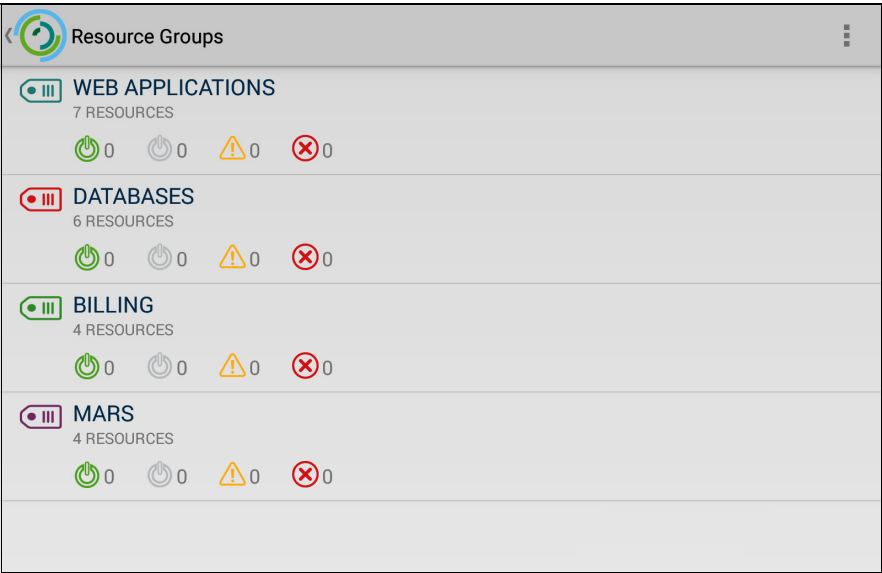 Resource Groups
WEB APPLICATIONS
7 RESOURCES
0 0 0 0
DATABASES
6 RESOURCES
0 0 0 0
BILLING
4 RESOURCES
0 0 0 0
MARS
4 RESOURCES
0 0 0 0